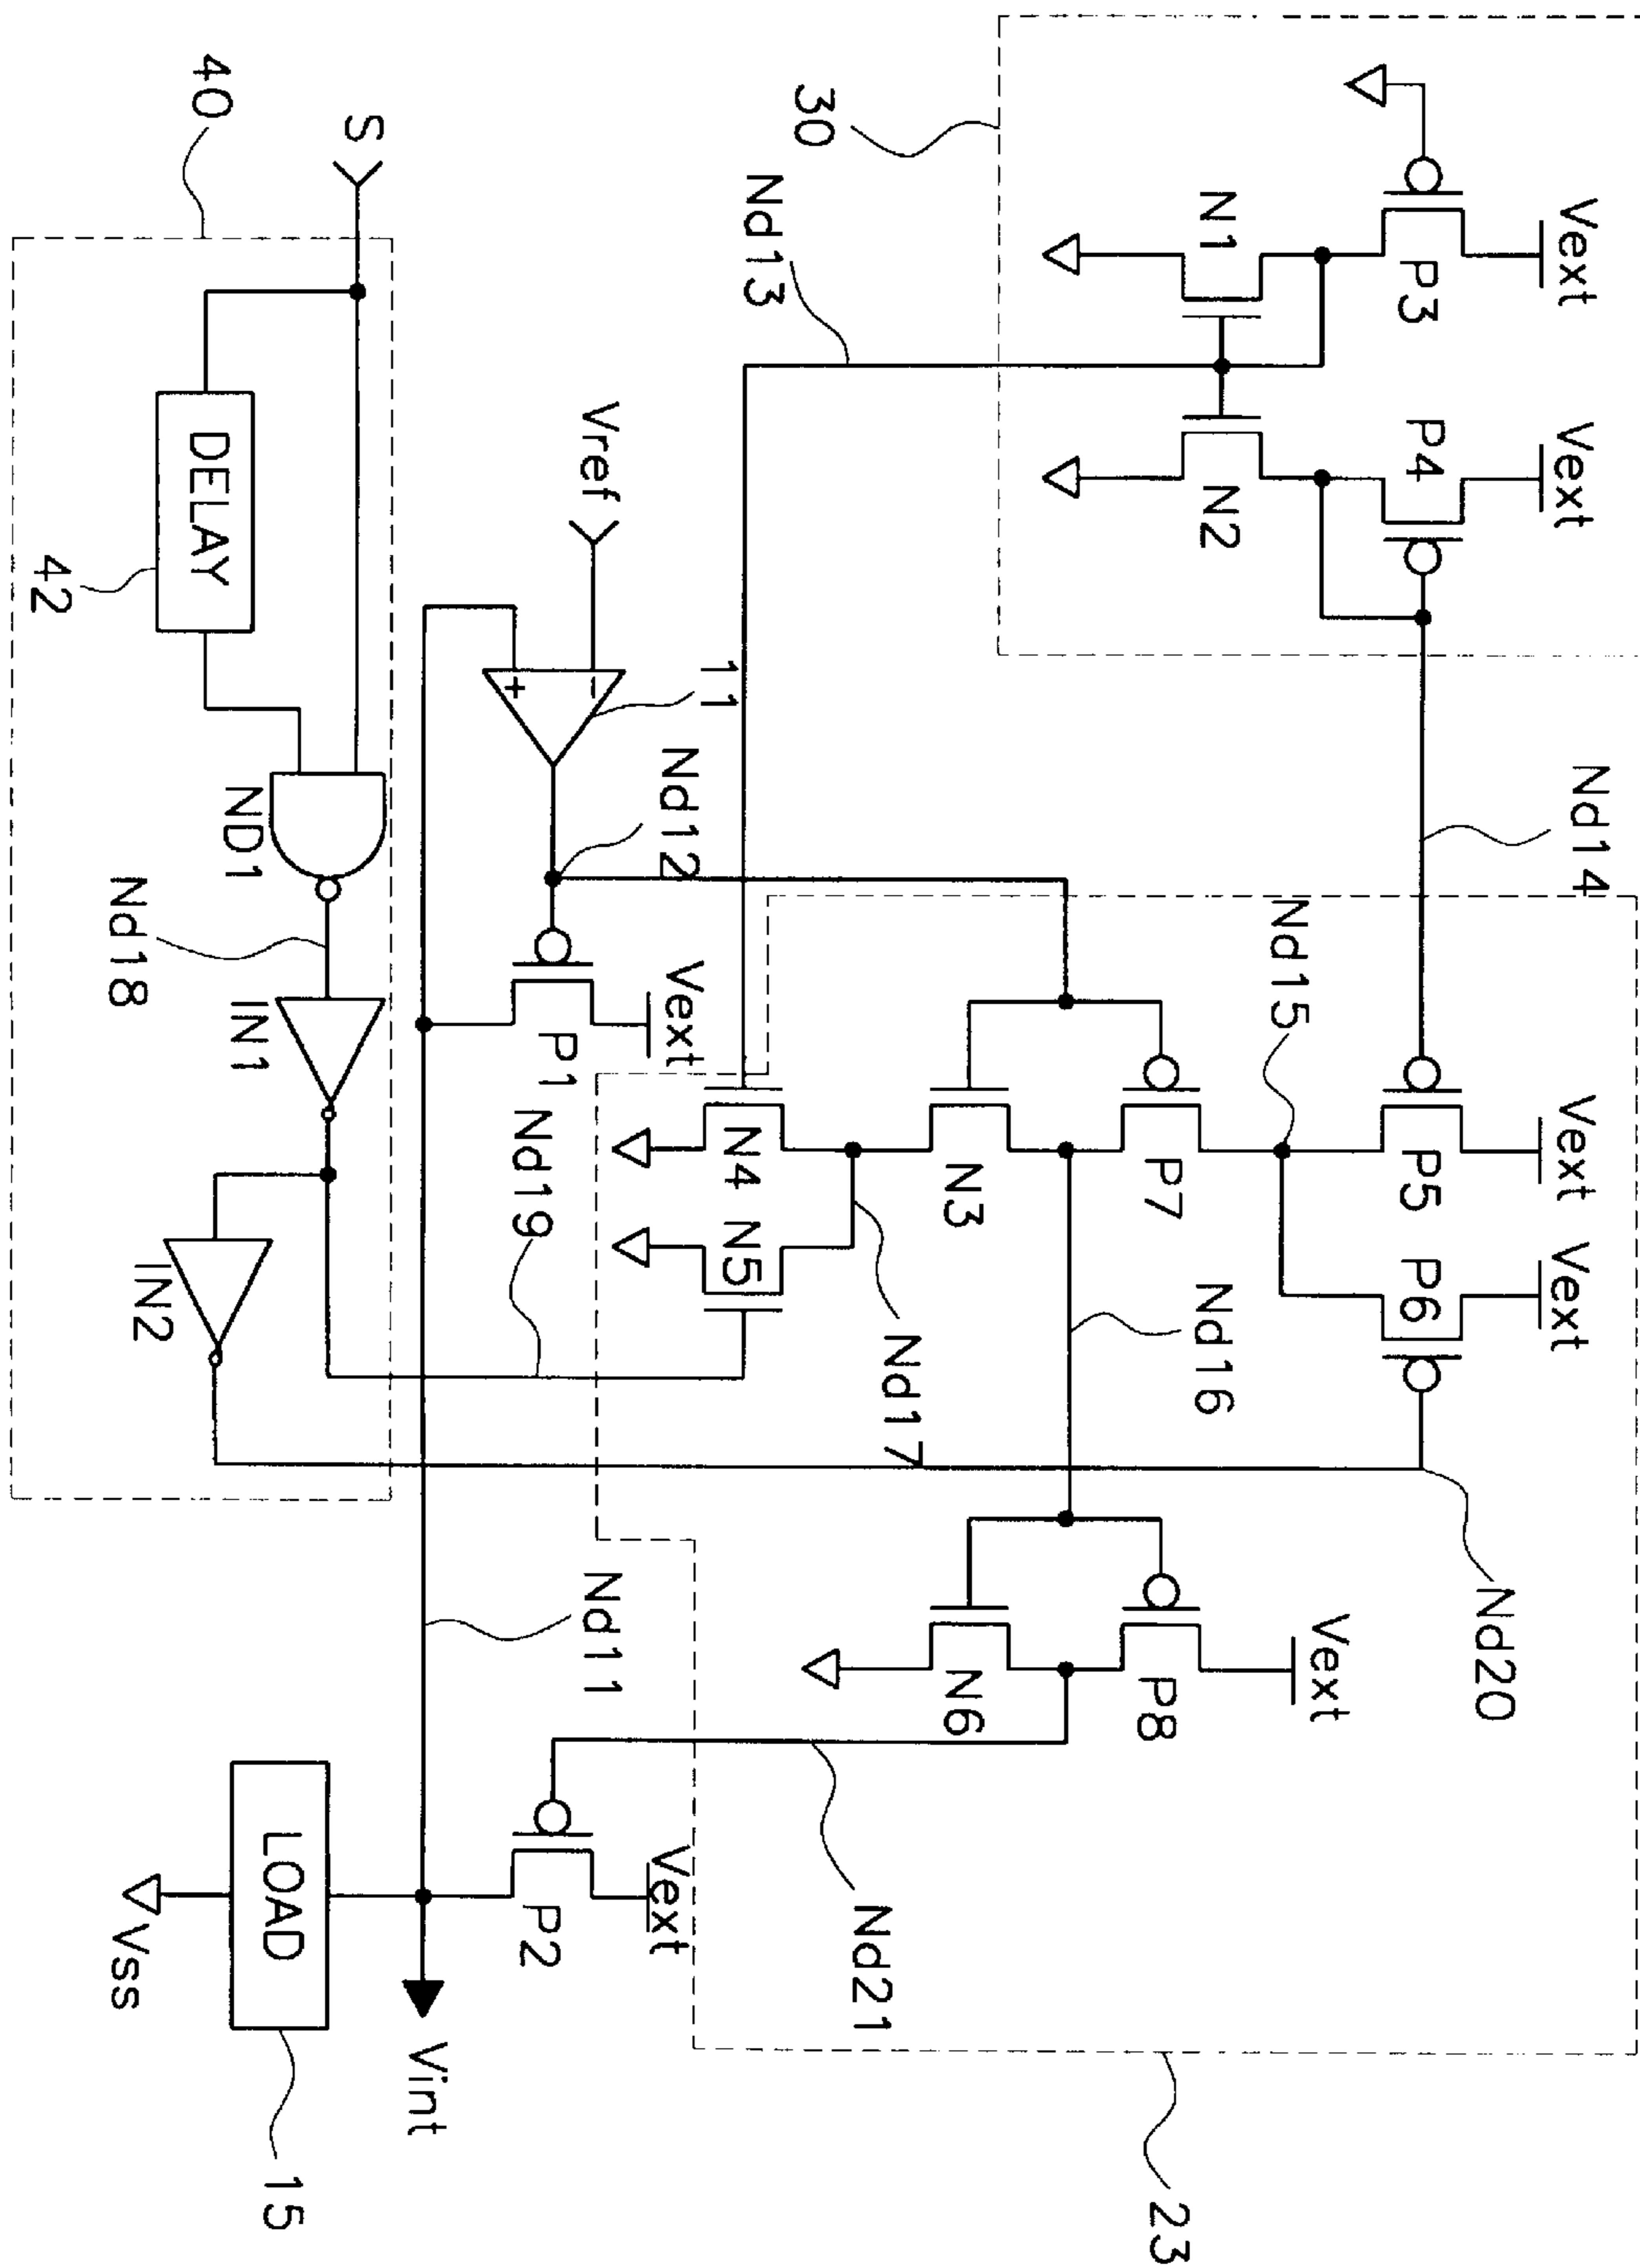 Vext
Vext
P3
P4
N1
N2
30
Nd13
Nd14
Vext
Vext
P5
P6
Nd20
Nd15
P7
Nd16
Vext
P8
N3
N6
Nd17
N4
N5
23
Vref
11
-
+
Nd12
Vext
P1
Nd19
Nd21
Vext
P2
Nd11
Vint
S
40
DELAY
42
ND1
Nd18
IN1
IN2
LOAD
15
Vss